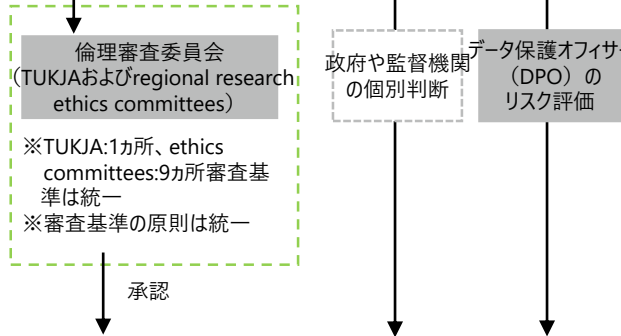 倫理審査委員会
（TUKJAおよびregional research
ethics committees）
※TUKJA:1ヵ所、ethics
committees:9ヵ所審査基
準は統一
※審査基準の原則は統一
承認
政府や監督機関
の個別判断
データ保護オフィサー
（DPO）の
リスク評価